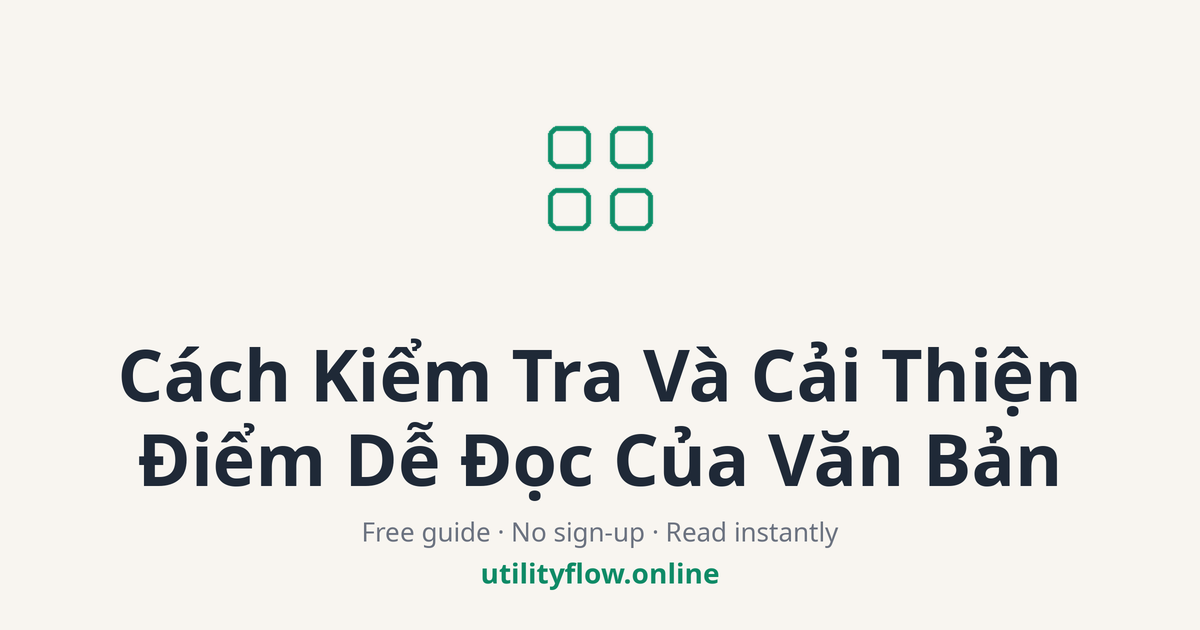 Cách Kiểm Tra Và Cải Thiện
Điểm Dễ Đọc Của Văn Bản
Free guide · No sign-up · Read instantly
utilityflow.online